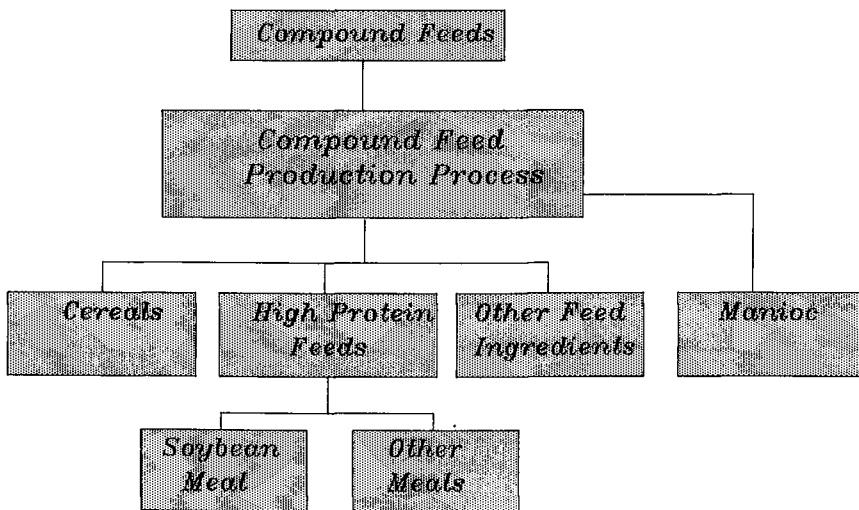 Compound Feeds
Compound Feed
Production Process
Cereals
High Protein
Feeds
Other Feed
Ingredients
Manioc
Soybean
Meal
Other
Meals